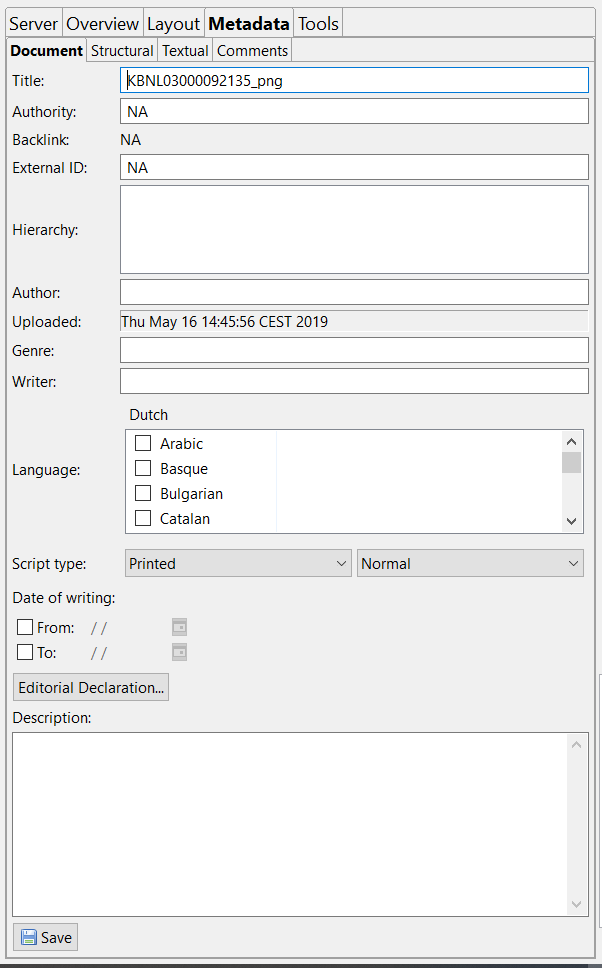 Server Overview Layout Metadata Tools
Document Structural Textual Comments
Title: KBNL03000092135_png
Authority: NA
Backlink: NA
External ID: NA
Hierarchy:
Author:
Uploaded: Thu May 16 14:45:56 CEST 2019
Genre:
Writer:
Dutch
Language:
Arabic
Basque
Bulgarian
Catalan
Script type: Printed Normal
Date of writing:
From: / /
To: / /
Editorial Declaration...
Description:
Save